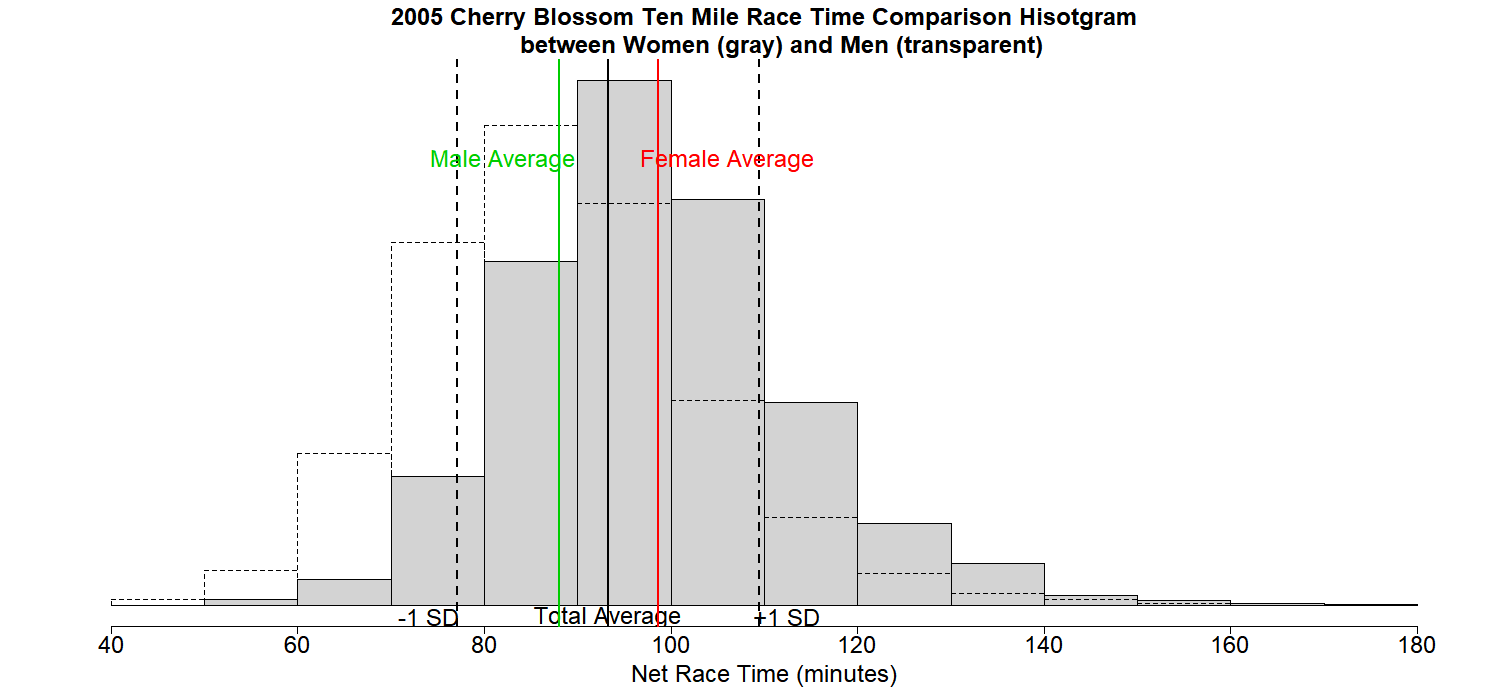 2005 Cherry Blossom Ten Mile Race Time Comparison Hisotgram
between Women (gray) and Men (transparent)
Male Average
Female Average
-1 SD
Total Average
+1 SD
40 60 80 100 120 140 160 180
Net Race Time (minutes)